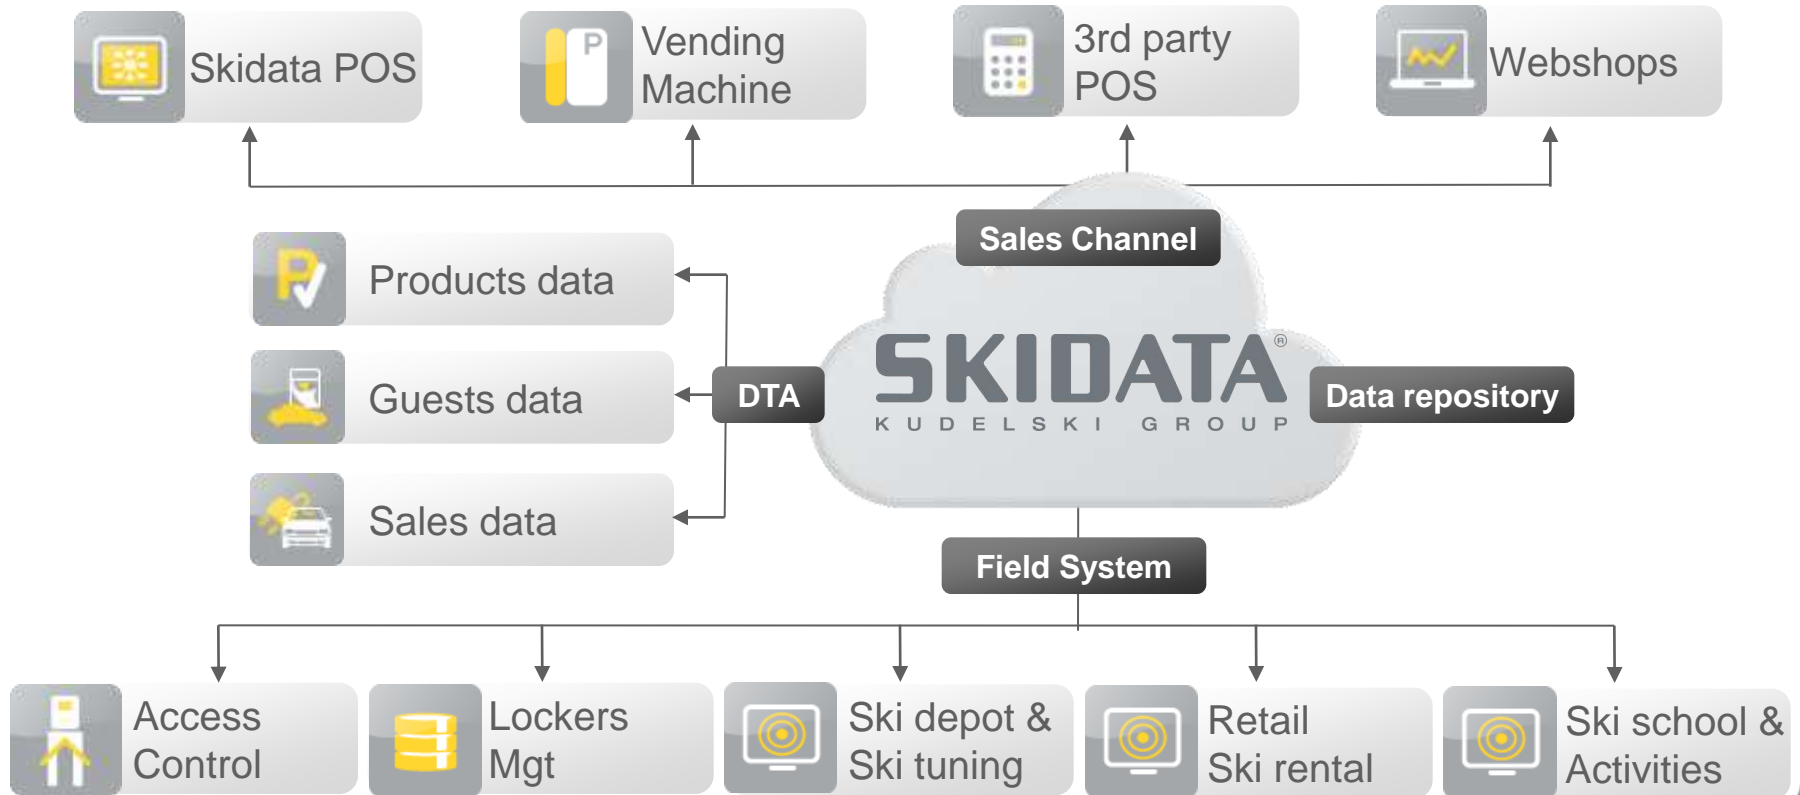 Skidata POS
P
Vending
Machine
3rd party
POS
Webshops
Sales Channel
P
Products data
Guests data
Sales data
DTA
SKIDATA®
KUDELSKI GROUP
Data repository
Field System
Access
Control
Lockers
Mgt
Ski depot &
Ski tuning
Retail
Ski rental
Ski school &
Activities